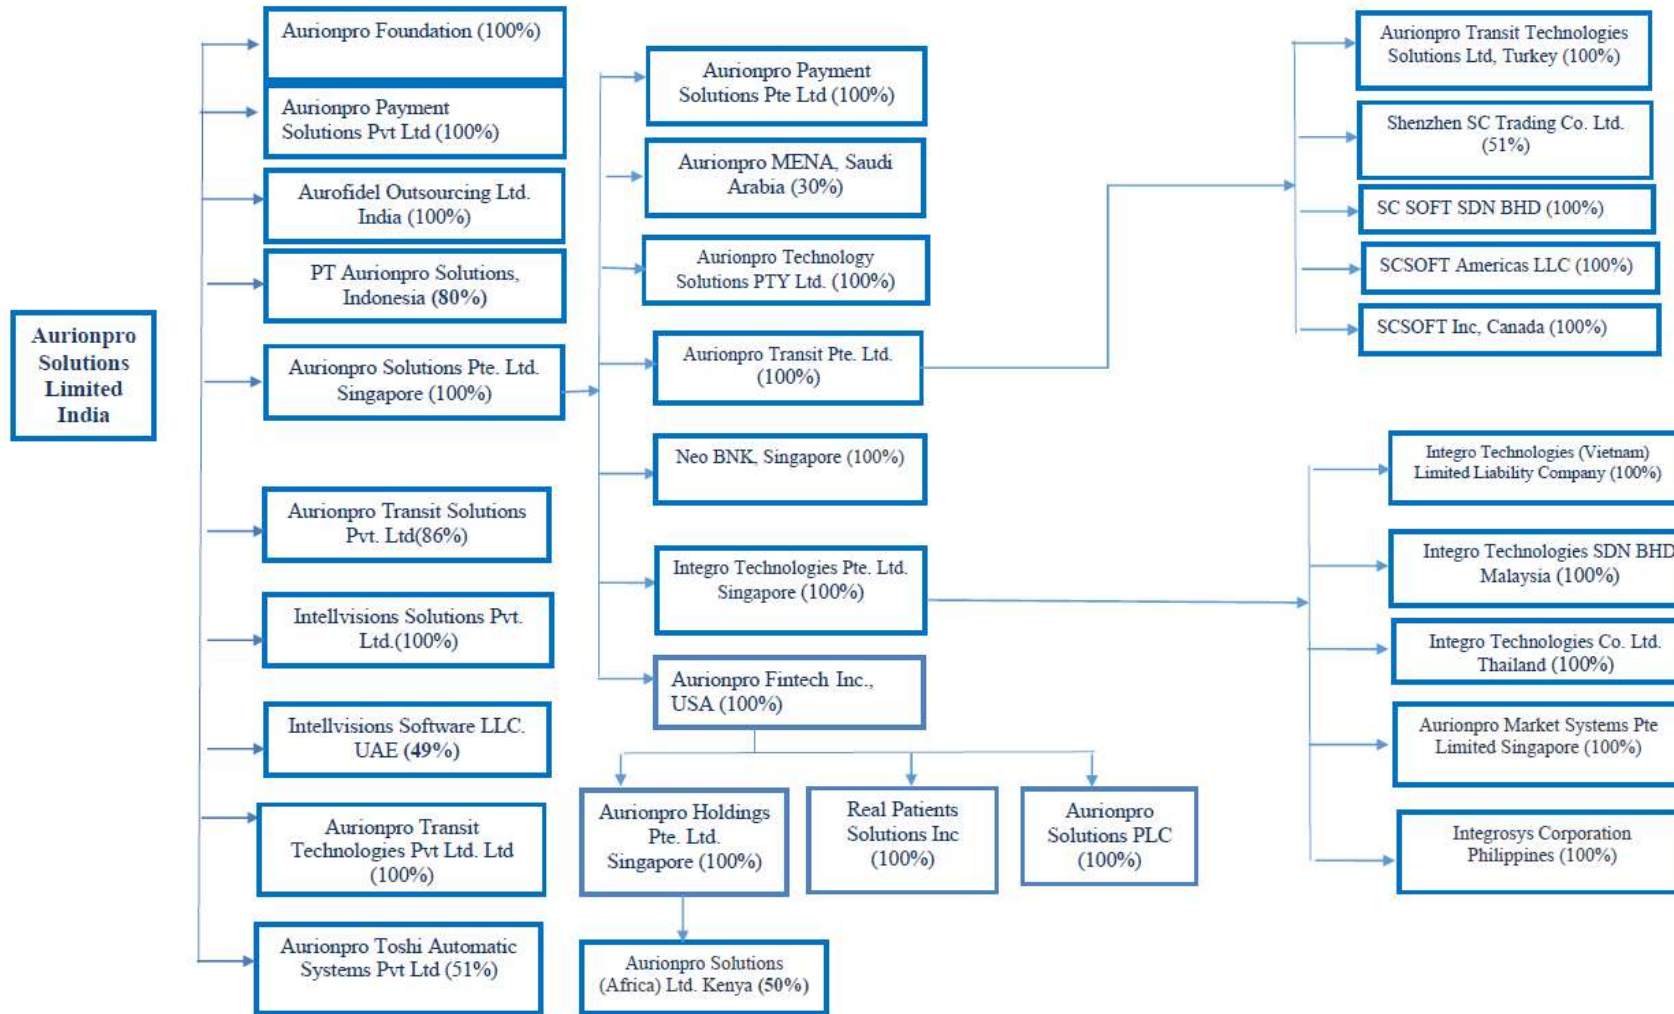 Aurionpro
Solutions
Limited
India
Aurionpro Foundation (100%)
Aurionpro Payment
Solutions Pvt Ltd (100%)
Aurofidel Outsourcing Ltd.
India (100%)
PT Aurionpro Solutions,
Indonesia (80%)
Aurionpro Solutions Pte. Ltd.
Singapore (100%)
Aurionpro Transit Solutions
Pvt. Ltd(86%)
Intellvisions Solutions Pvt.
Ltd.(100%)
Intellvisions Software LLC.
UAE (49%)
Aurionpro Transit
Technologies Pvt Ltd. Ltd
(100%)
Aurionpro Toshi Automatic
Systems Pvt Ltd (51%)
Aurionpro Payment
Solutions Pte Ltd (100%)
Aurionpro MENA, Saudi
Arabia (30%)
Aurionpro Technology
Solutions PTY Ltd. (100%)
Aurionpro Transit Pte. Ltd.
(100%)
Neo BNK, Singapore (100%)
Integro Technologies Pte. Ltd.
Singapore (100%)
Aurionpro Fintech Inc.,
USA (100%)
Aurionpro Holdings
Pte. Ltd.
Singapore (100%)
Real Patients
Solutions Inc
(100%)
Aurionpro
Solutions PLC
(100%)
Aurionpro Solutions
(Africa) Ltd. Kenya (50%)
Aurionpro Transit Technologies
Solutions Ltd, Turkey (100%)
Shenzhen SC Trading Co. Ltd.
(51%)
SC SOFT SDN BHD (100%)
SCSOFT Americas LLC (100%)
SCSOFT Inc, Canada (100%)
Integro Technologies (Vietnam)
Limited Liability Company (100%)
Integro Technologies SDN BHD
Malaysia (100%)
Integro Technologies Co. Ltd.
Thailand (100%)
Aurionpro Market Systems Pte
Limited Singapore (100%)
Integrosys Corporation
Philippines (100%)